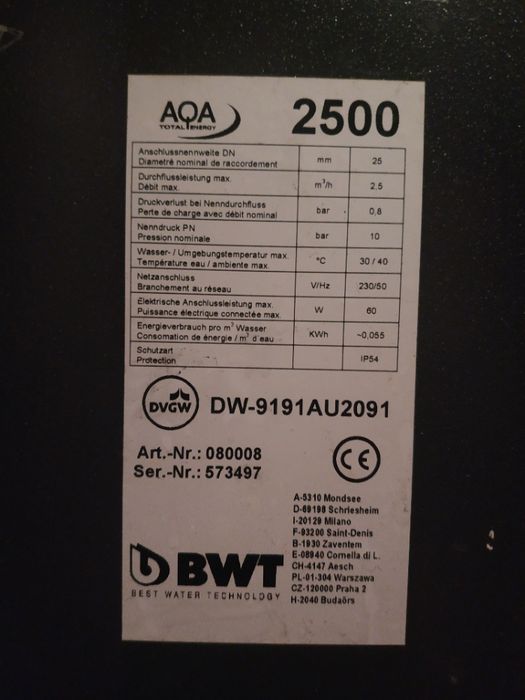 AQA
TOTAL ENERGY
2500
Anschlussnennweite DN
Diametré nominal de raccordement
mm
25
Durchflussleistung max.
Débit max.
m³/h
2,5
Druckverlust bei Nenndurchfluss
Perte de charge avec débit nominal
bar
0,8
Nenndruck PN
Pression nominale
bar
10
Wasser- / Umgebungstemperatur max.
Température eau / ambiente max.
°C
30 / 40
Netzanschluss
Branchement au réseau
V/Hz
230/50
Élektrische Anschlussleistung max.
Puissance électrique connectée max.
W
60
Energieverbrauch pro m³ Wasser
Consomation de énergie / m³ d'eau
KWh
~0,055
Schutzart
Protection
IP54
DVGW
DW-9191AU2091
Art.-Nr.: 080008
Ser.-Nr.: 573497
CE
A-5310 Mondsee
D-69198 Schriesheim
I-20129 Milano
F-93200 Saint-Denis
B-1930 Zaventem
E-08940 Cornella di L.
CH-4147 Aesch
PL-01-304 Warszawa
CZ-120000 Praha 2
H-2040 Budaörs
BWT
BEST WATER TECHNOLOGY